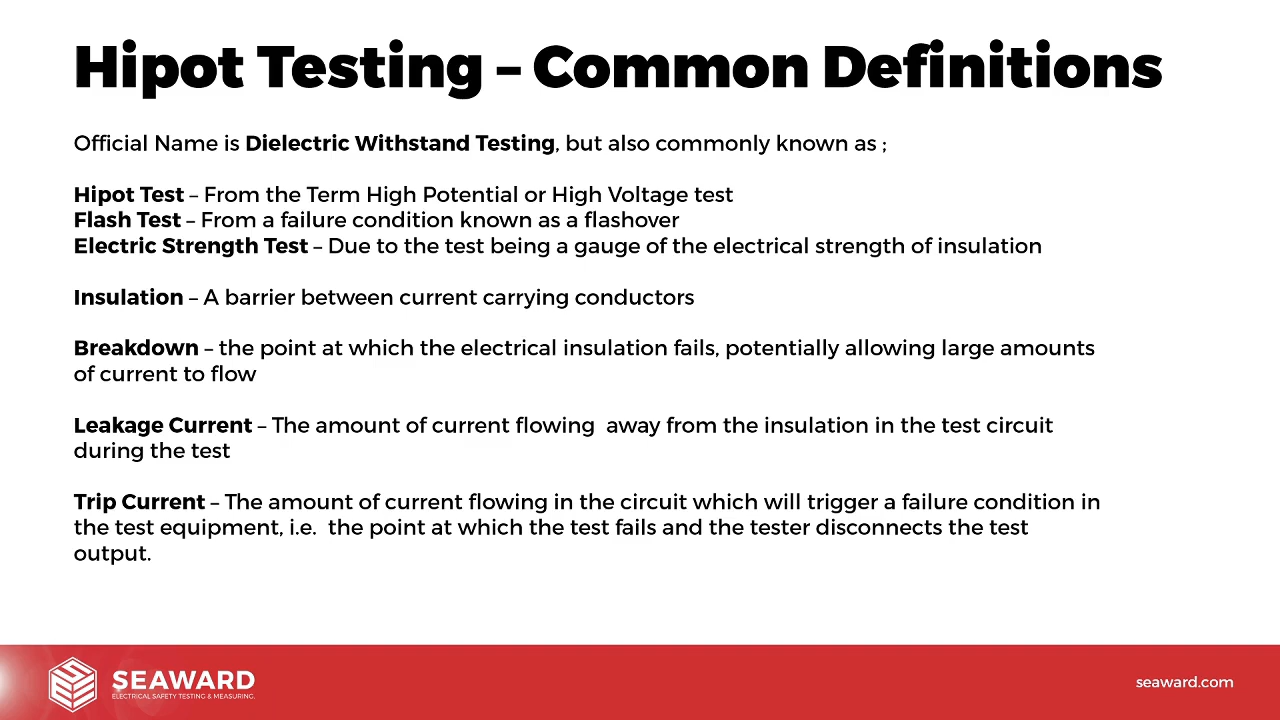 Hipot Testing – Common Definitions
Official Name is Dielectric Withstand Testing, but also commonly known as ;
Hipot Test – From the Term High Potential or High Voltage test
Flash Test – From a failure condition known as a flashover
Electric Strength Test – Due to the test being a gauge of the electrical strength of insulation
Insulation – A barrier between current carrying conductors
Breakdown – the point at which the electrical insulation fails, potentially allowing large amounts
of current to flow
Leakage Current – The amount of current flowing  away from the insulation in the test circuit
during the test
Trip Current – The amount of current flowing in the circuit which will trigger a failure condition in
the test equipment, i.e.  the point at which the test fails and the tester disconnects the test
output.
SEAWARD
ELECTRICAL SAFETY TESTING & MEASURING.
seaward.com